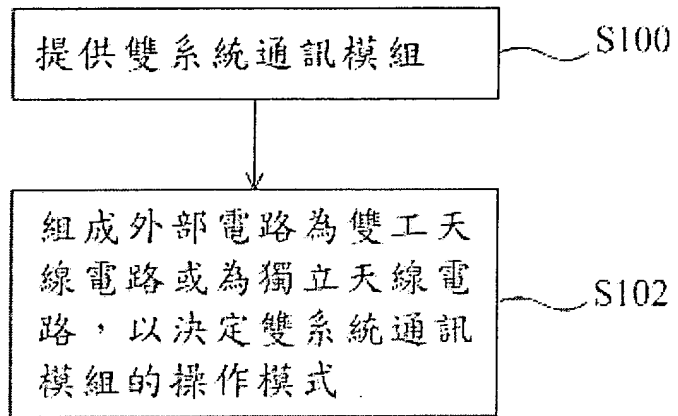 提供雙系統通訊模組
S100
組成外部電路為雙工天
線電路或為獨立天線電
路，以決定雙系統通訊
模組的操作模式
S102